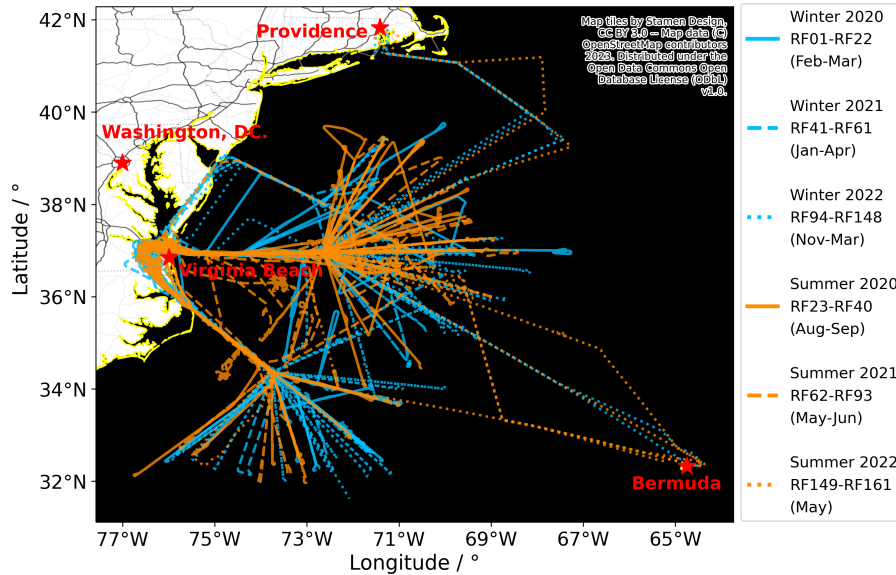 42°N
40°N
38°N
36°N
34°N
32°N
Latitude / °
77°W
75°W
73°W
71°W
69°W
67°W
65°W
Longitude / °
Providence
Washington, DC.
Virginia Beach
Bermuda
Map tiles by Stamen Design,
CC BY 3.0 -- Map data (C)
OpenStreetMap contributors
2023. Distributed under the
Open Data Commons Open
Database License (ODbL)
v1.0.
Winter 2020
RF01-RF22
(Feb-Mar)
Winter 2021
RF41-RF61
(Jan-Apr)
Winter 2022
RF94-RF148
(Nov-Mar)
Summer 2020
RF23-RF40
(Aug-Sep)
Summer 2021
RF62-RF93
(May-Jun)
Summer 2022
RF149-RF161
(May)